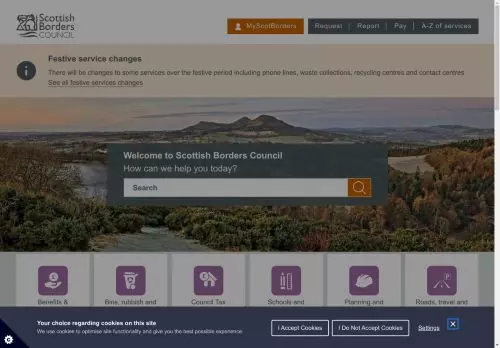 Scottish
Borders
COUNCIL
MyScotBorders
Request
Report
Pay
A-Z of services
Festive service changes
There will be changes to some services over the festive period including phone lines, waste collections, recycling centres and contact centres
See all festive services changes
Welcome to Scottish Borders Council
How can we help you today?
Search
Benefits &
Bins, rubbish and
Council Tax
Schools and
Planning and
Roads, travel and
Your choice regarding cookies on this site
We use cookies to optimise site functionality and give you the best possible experience
I Accept Cookies
I Do Not Accept Cookies
Settings